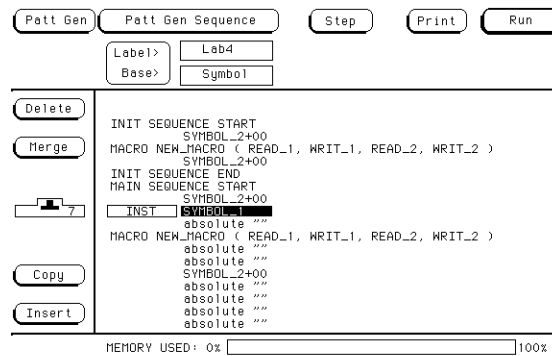 Patt Gen Patt Gen Sequence Step Print Run
Label> Lab4
Base> Symbol
Delete
INIT SEQUENCE START
SYMBOL_2+00
Merge MACRO NEW_MACRO ( READ_1, WRIT_1, READ_2, WRIT_2 )
SYMBOL_2+00
INIT SEQUENCE END
MAIN SEQUENCE START
SYMBOL_2+00
7 INST SYMBOL_1
absolute ""
MACRO NEW_MACRO ( READ_1, WRIT_1, READ_2, WRIT_2 )
absolute ""
absolute ""
Copy SYMBOL_2+00
absolute ""
absolute ""
Insert absolute ""
absolute ""
MEMORY USED: 0% 100%